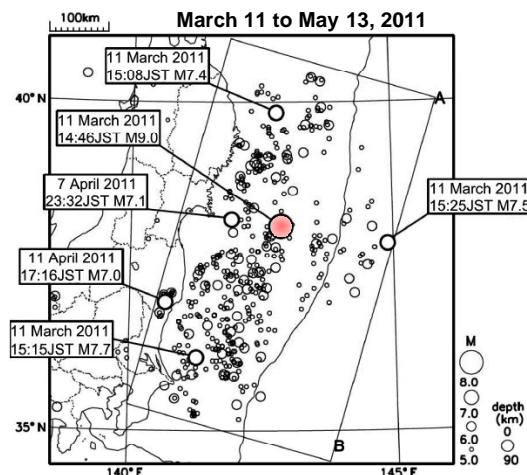 March 11 to May 13, 2011
100km
11 March 2011
15:08JST M7.4
A
40°N
11 March 2011
14:46JST M9.0
7 April 2011
23:32JST M7.1
11 March 2011
15:25JST M7.5
11 April 2011
17:16JST M7.0
11 March 2011
15:15JST M7.7
M
8.0
7.0
6.0
5.0
depth
(km)
0
90
35°N
B
140°E
145°E